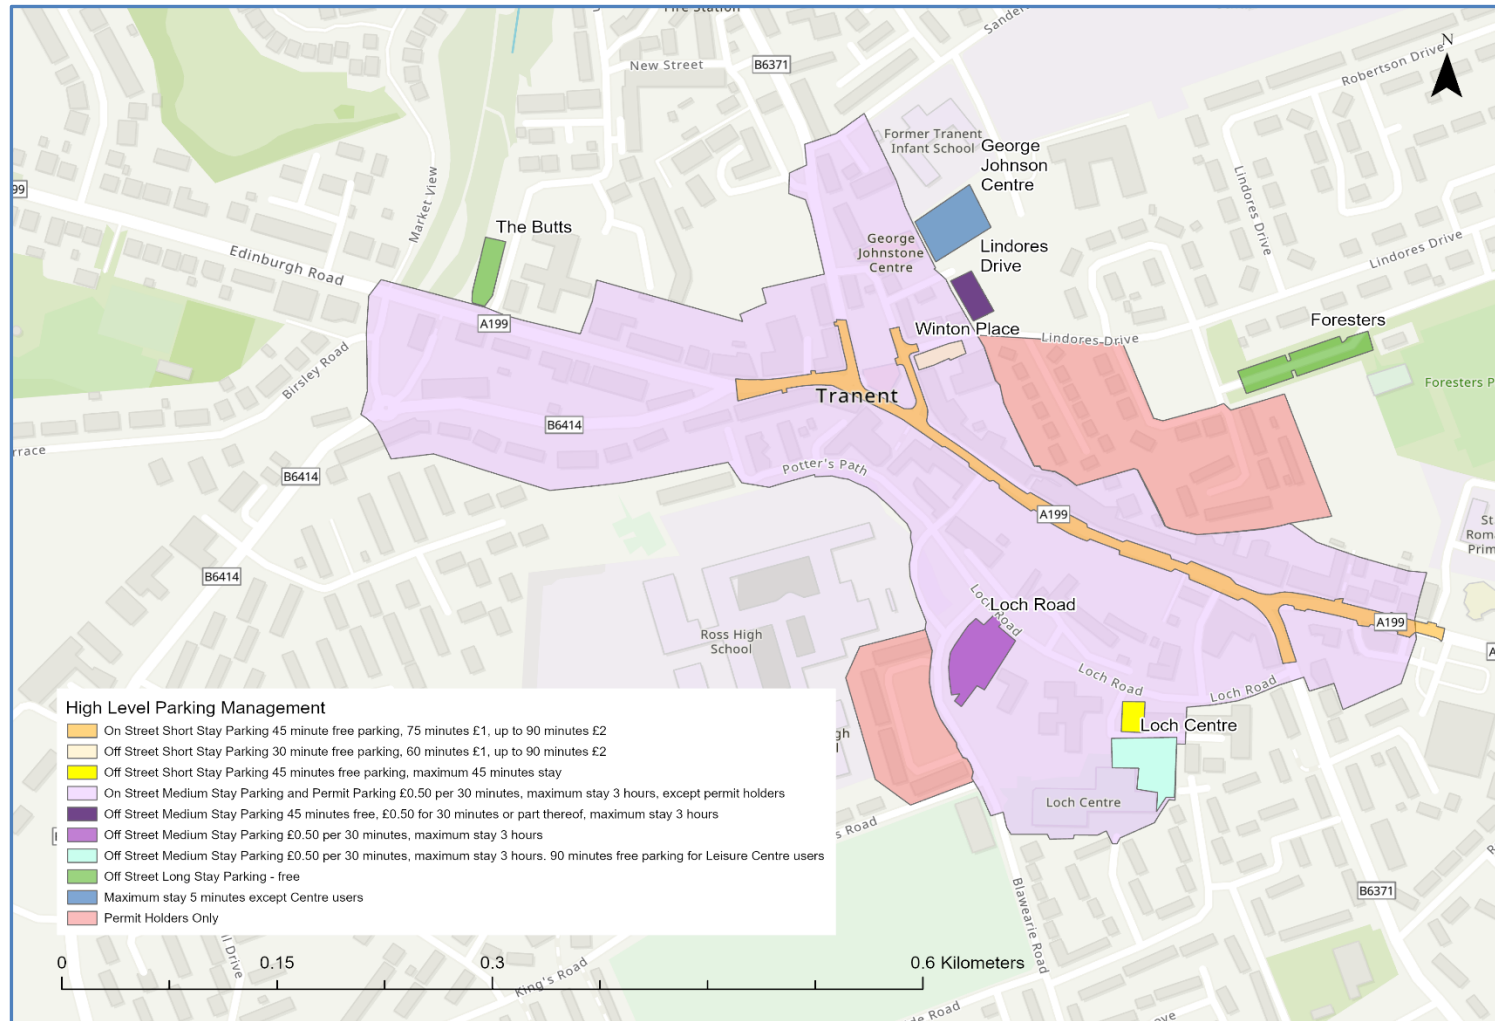 Fire Station
New Street
B6371
Robertson Drive
N
Former Tranent
Infant School
George
Johnson
Centre
99
Market View
Lindores Drive
The Butts
George
Johnstone
Centre
Lindores
Drive
Lindores Drive
Edinburgh Road
A199
Winton Place
Lindores Drive
Foresters
Birsley Road
Foresters P
Tranent
B6414
rrace
B6414
Potter's Path
A199
B6414
Loch Road
Loch Road
Ross High
School
A199
A
Loch Road
Loch Road
Loch Centre
Loch Centre
High Level Parking Management
On Street Short Stay Parking 45 minute free parking, 75 minutes £1, up to 90 minutes £2
Off Street Short Stay Parking 30 minute free parking, 60 minutes £1, up to 90 minutes £2
Off Street Short Stay Parking 45 minutes free parking, maximum 45 minutes stay
On Street Medium Stay Parking and Permit Parking £0.50 per 30 minutes, maximum stay 3 hours, except permit holders
Off Street Medium Stay Parking 45 minutes free, £0.50 for 30 minutes or part thereof, maximum stay 3 hours
Off Street Medium Stay Parking £0.50 per 30 minutes, maximum stay 3 hours
Off Street Medium Stay Parking £0.50 per 30 minutes, maximum stay 3 hours. 90 minutes free parking for Leisure Centre users
Off Street Long Stay Parking - free
Maximum stay 5 minutes except Centre users
Permit Holders Only
s Road
Blawearie Road
B6371
il Drive
King's Road
de Road
0
0.15
0.3
0.6 Kilometers